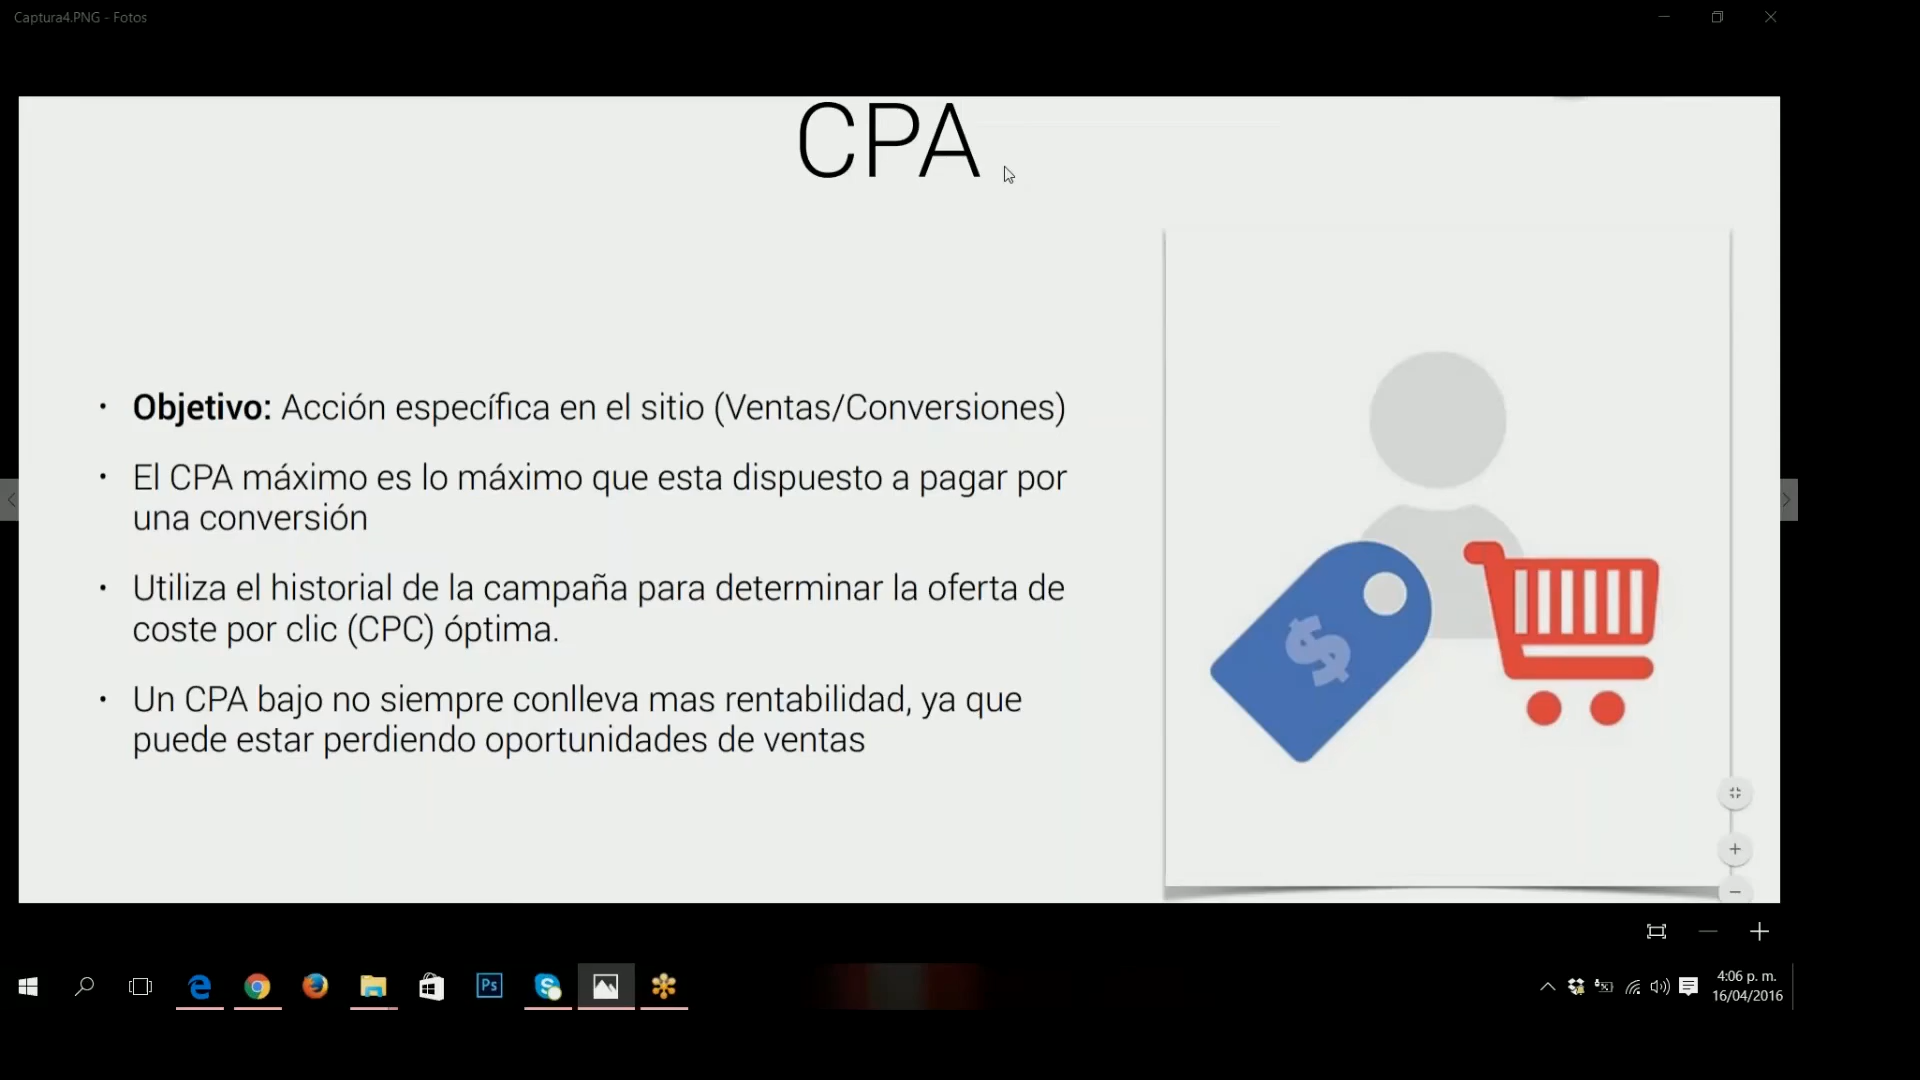 Captura4.PNG - Fotos
CPA
• Objetivo: Acción específica en el sitio (Ventas/Conversiones)
• El CPA máximo es lo máximo que esta dispuesto a pagar por
una conversión
• Utiliza el historial de la campaña para determinar la oferta de
coste por clic (CPC) óptima.
• Un CPA bajo no siempre conlleva mas rentabilidad, ya que
puede estar perdiendo oportunidades de ventas
$
Ps
4:06 p. m.
16/04/2016